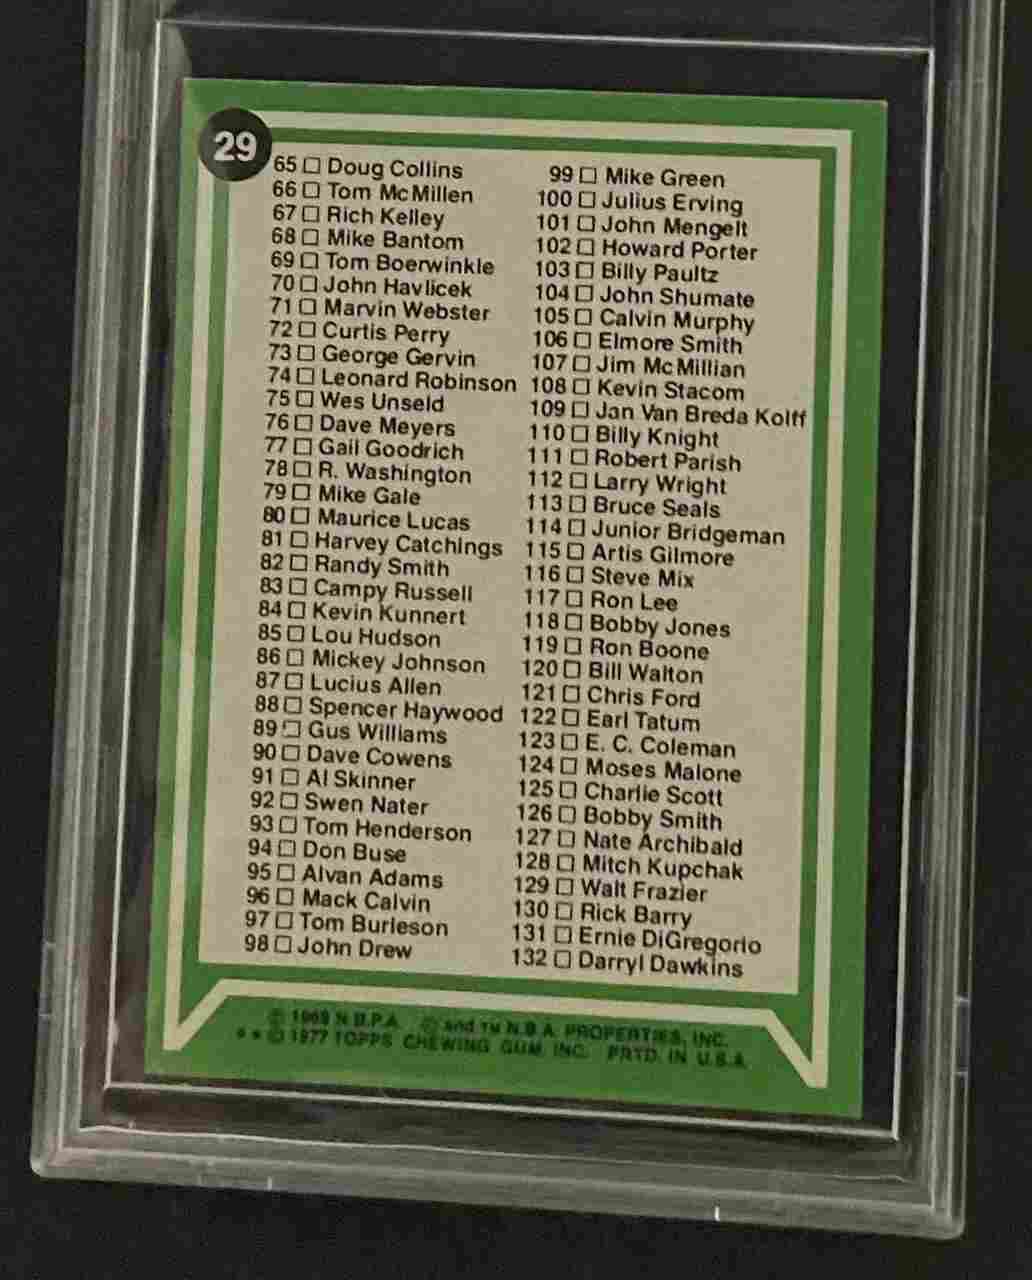 29
65 Doug Collins
66 Tom McMillen
67 Rich Kelley
68 Mike Bantom
69 Tom Boerwinkle
70 John Havlicek
71 Marvin Webster
72 Curtis Perry
73 George Gervin
74 Leonard Robinson
75 Wes Unseld
76 Dave Meyers
77 Gail Goodrich
78 R. Washington
79 Mike Gale
80 Maurice Lucas
81 Harvey Catchings
82 Randy Smith
83 Campy Russell
84 Kevin Kunnert
85 Lou Hudson
86 Mickey Johnson
87 Lucius Allen
88 Spencer Haywood
89 Gus Williams
90 Dave Cowens
91 Al Skinner
92 Swen Nater
93 Tom Henderson
94 Don Buse
95 Alvan Adams
96 Mack Calvin
97 Tom Burleson
98 John Drew
99 Mike Green
100 Julius Erving
101 John Mengelt
102 Howard Porter
103 Billy Paultz
104 John Shumate
105 Calvin Murphy
106 Elmore Smith
107 Jim McMillian
108 Kevin Stacom
109 Jan Van Breda Kolff
110 Billy Knight
111 Robert Parish
112 Larry Wright
113 Bruce Seals
114 Junior Bridgeman
115 Artis Gilmore
116 Steve Mix
117 Ron Lee
118 Bobby Jones
119 Ron Boone
120 Bill Walton
121 Chris Ford
122 Earl Tatum
123 E. C. Coleman
124 Moses Malone
125 Charlie Scott
126 Bobby Smith
127 Nate Archibald
128 Mitch Kupchak
129 Walt Frazier
130 Rick Barry
131 Ernie DiGregorio
132 Darryl Dawkins
© N.B.P.A. © and TM N.B.A. PROPERTIES, INC.
* * © 1977 TOPPS CHEWING GUM, INC. PRTD. IN U.S.A.